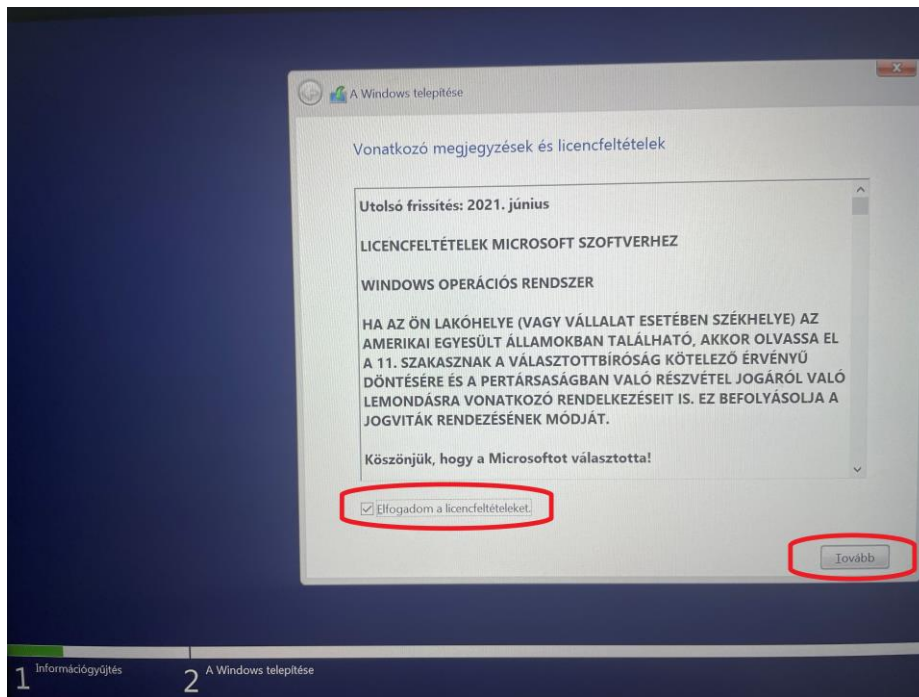 A Windows telepítése
Vonatkozó megjegyzések és licencfeltételek
Utolsó frissítés: 2021. június
LICENCFELTÉTELEK MICROSOFT SZOFTVERHEZ
WINDOWS OPERÁCIÓS RENDSZER
HA AZ ÖN LAKÓHELYE (VAGY VÁLLALAT ESETÉBEN SZÉKHELYE) AZ
AMERIKAI EGYESÜLT ÁLLAMOKBAN TALÁLHATÓ, AKKOR OLVASSA EL
A 11. SZAKASZNAK A VÁLASZTOTTBÍRÓSÁG KÖTELEZŐ ÉRVÉNYŰ
DÖNTÉSÉRE ÉS A PERTÁRSASÁGBAN VALÓ RÉSZVÉTEL JOGÁRÓL VALÓ
LEMONDÁSRA VONATKOZÓ RENDELKEZÉSEIT IS. EZ BEFOLYÁSOLJA A
JOGVITÁK RENDEZÉSÉNEK MÓDJÁT.
Köszönjük, hogy a Microsoftot választotta!
Elfogadom a licencfeltételeket.
Tovább
1 Információgyűjtés
2 A Windows telepítése